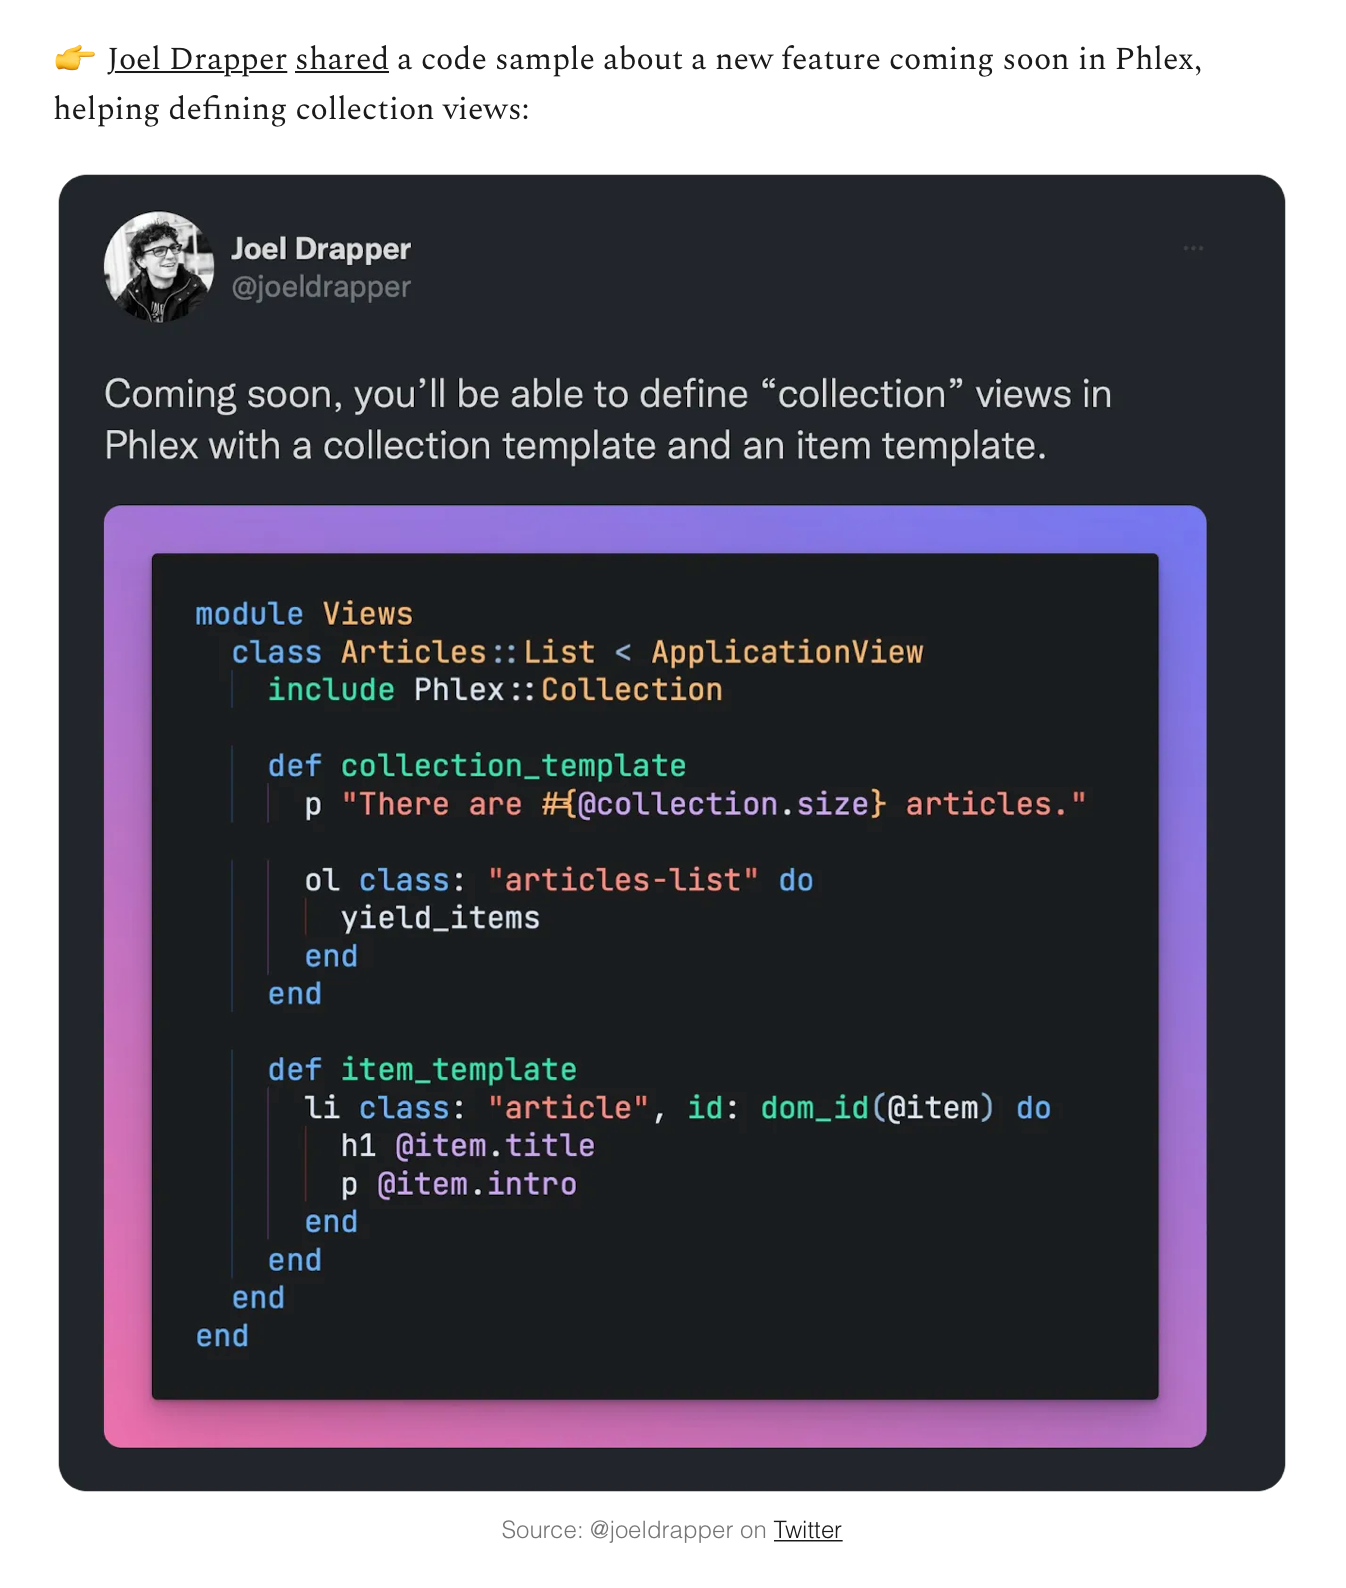 👉 Joel Drapper shared a code sample about a new feature coming soon in Phlex,
helping defining collection views:
Joel Drapper
@joeldrapper
Coming soon, you’ll be able to define “collection” views in
Phlex with a collection template and an item template.
module Views
  class Articles::List < ApplicationView
    include Phlex::Collection
    def collection_template
      p "There are #{@collection.size} articles."
      ol class: "articles-list" do
        yield_items
      end
    end
    def item_template
      li class: "article", id: dom_id(@item) do
        h1 @item.title
        p @item.intro
      end
    end
  end
end
Source: @joeldrapper on Twitter